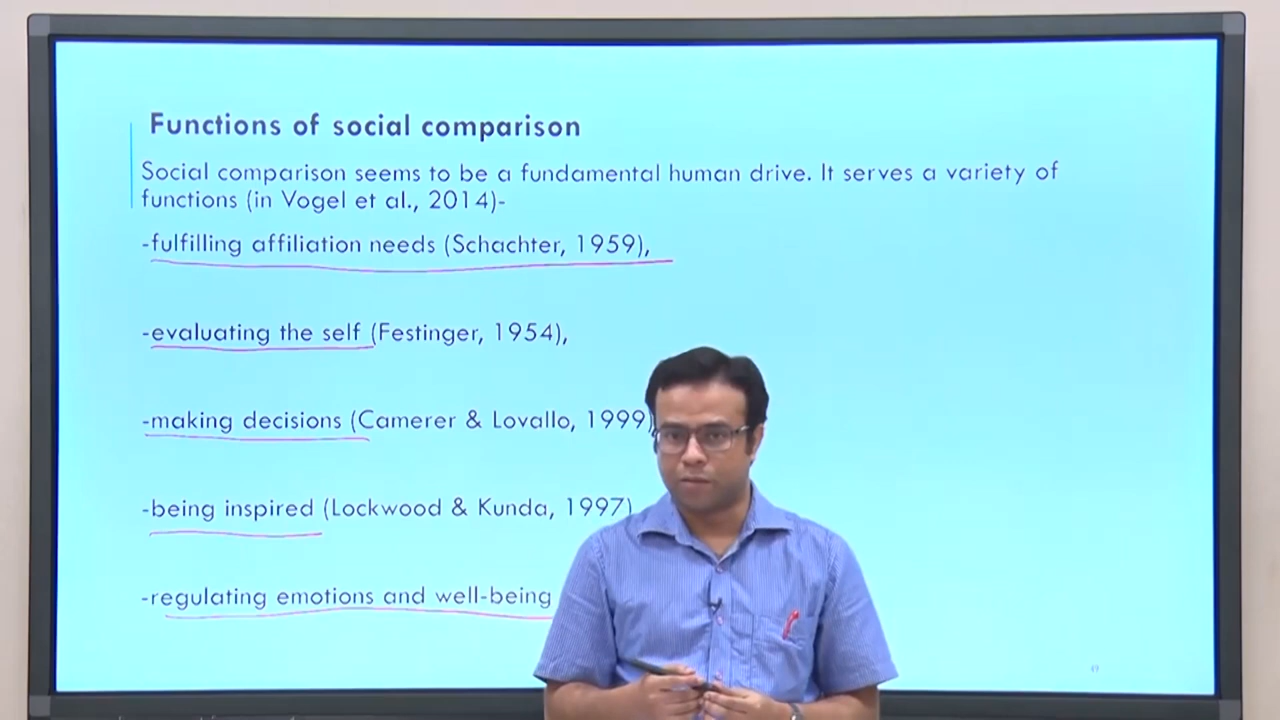 Functions of social comparison
Social comparison seems to be a fundamental human drive. It serves a variety of
functions (in Vogel et al., 2014)-
-fulfilling affiliation needs (Schachter, 1959),
-evaluating the self (Festinger, 1954),
-making decisions (Camerer & Lovallo, 1999)
-being inspired (Lockwood & Kunda, 1997)
-regulating emotions and well-being